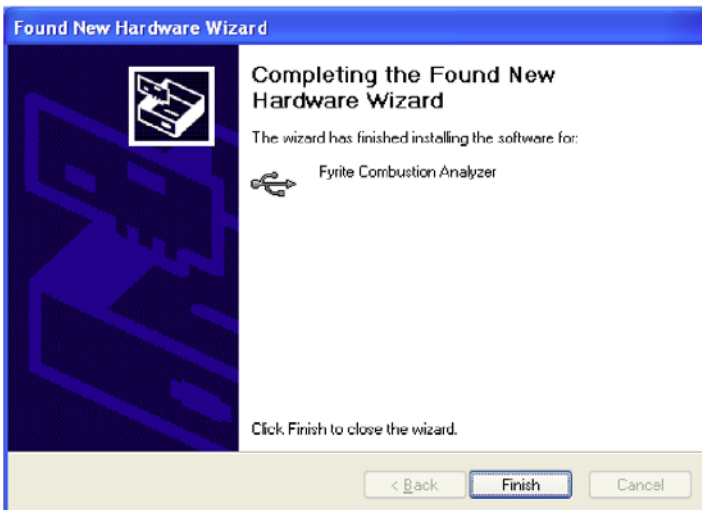 Found New Hardware Wizard
Completing the Found New
Hardware Wizard
The wizard has finished installing the software for:
Fyrite Combustion Analyzer
Click Finish to close the wizard.
< Back
Finish
Cancel